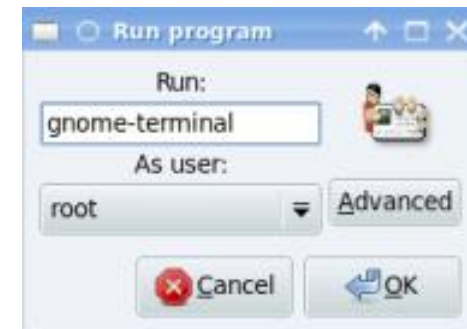 Run program
Run:
gnome-terminal
As user:
root
Advanced
Cancel
OK